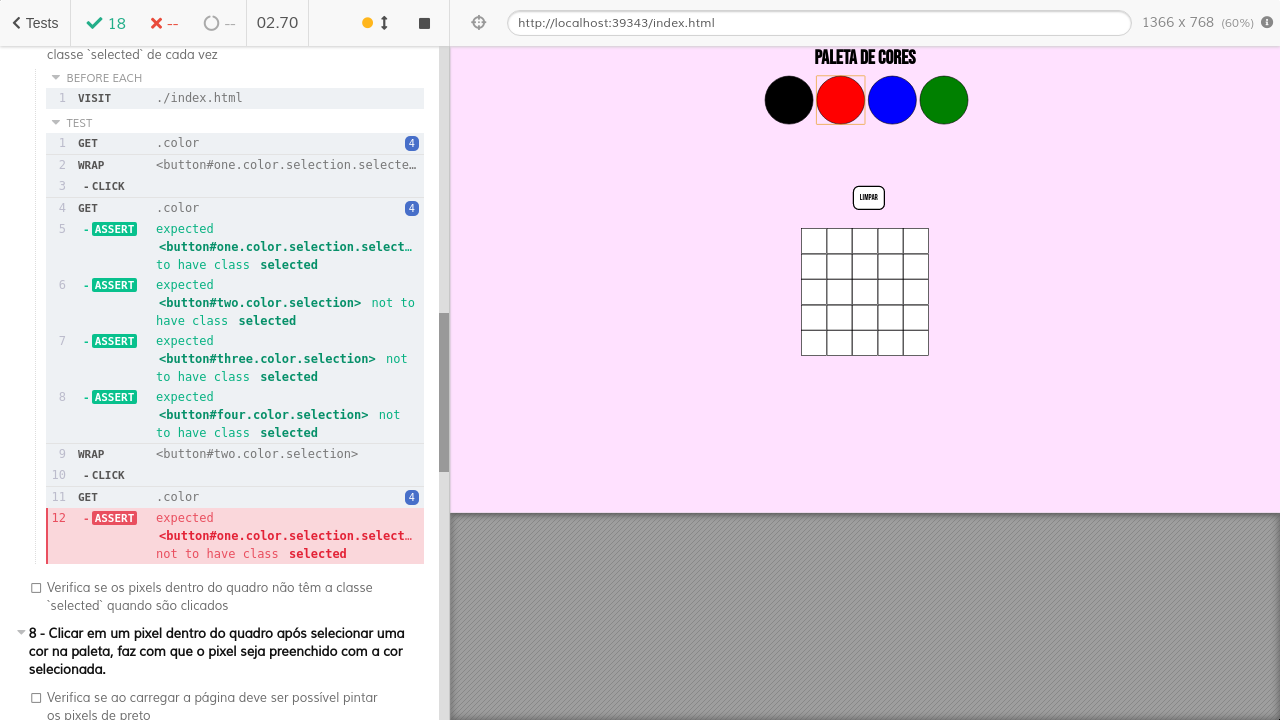 Tests
18
--
--
02.70
http://localhost:39343/index.html
1366 x 768 (60%)
classe `selected` de cada vez
BEFORE EACH
1 VISIT ./index.html
TEST
1 GET .color 4
2 WRAP <button#one.color.selection.selecte…
3 -CLICK
4 GET .color 4
5 -ASSERT expected
<button#one.color.selection.select…
to have class selected
6 -ASSERT expected
<button#two.color.selection> not to
have class selected
7 -ASSERT expected
<button#three.color.selection> not
to have class selected
8 -ASSERT expected
<button#four.color.selection> not
to have class selected
9 WRAP <button#two.color.selection>
10 -CLICK
11 GET .color 4
12 -ASSERT expected
<button#one.color.selection.select…
not to have class selected
Verifica se os pixels dentro do quadro não têm a classe
`selected` quando são clicados
8 - Clicar em um pixel dentro do quadro após selecionar uma
cor na paleta, faz com que o pixel seja preenchido com a cor
selecionada.
Verifica se ao carregar a página deve ser possível pintar
os pixels de preto
PALETA DE CORES
LIMPAR